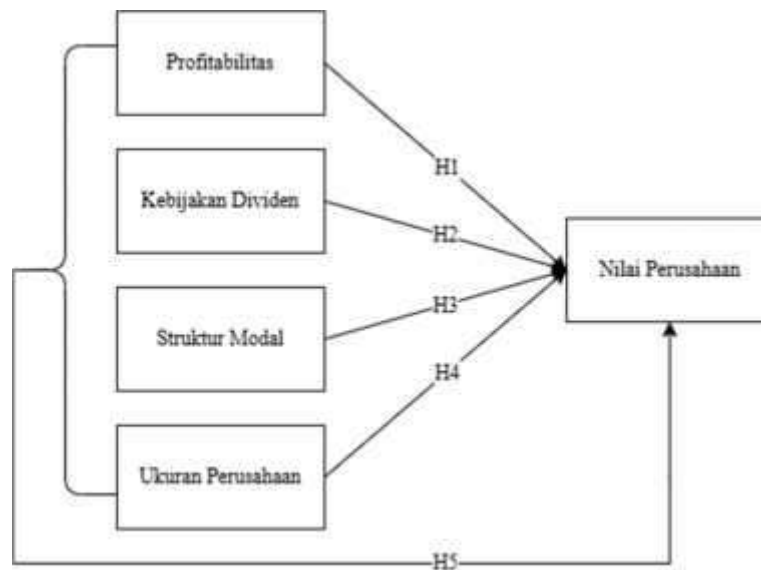 Profitabilitas
H1
Kebijakan Dividen
H2
Nilai Perusahaan
H3
Struktur Modal
H4
Ukuran Perusahaan
H5